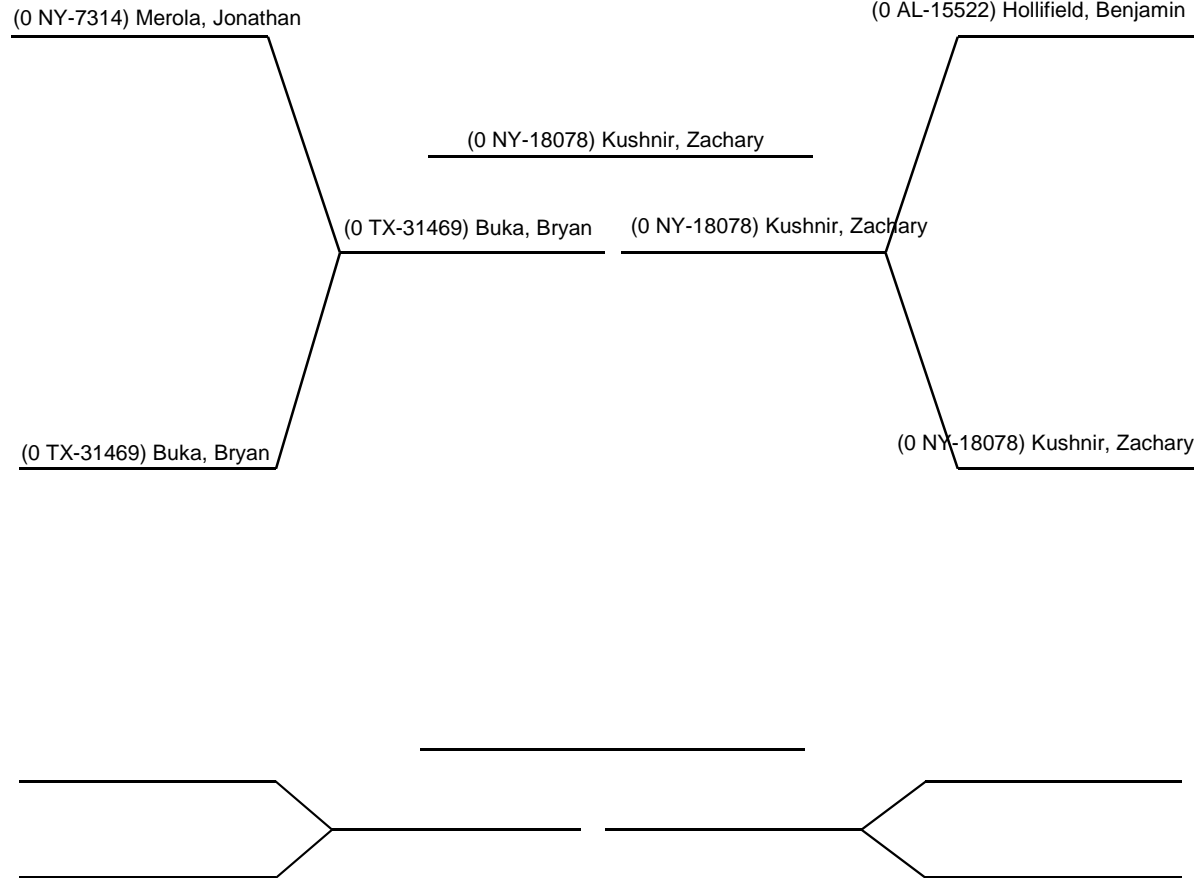 (0 NY-7314) Merola, Jonathan
(0 AL-15522) Hollifield, Benjamin
(0 NY-18078) Kushnir, Zachary
(0 TX-31469) Buka, Bryan
(0 NY-18078) Kushnir, Zachary
(0 TX-31469) Buka, Bryan
(0 NY-18078) Kushnir, Zachary